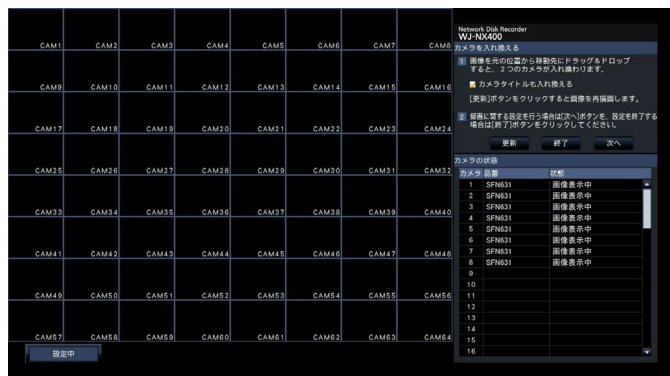 CAM1 CAM2 CAM3 CAM4 CAM5 CAM6 CAM7 CAM8
CAM9 CAM10 CAM11 CAM12 CAM13 CAM14 CAM15 CAM16
CAM17 CAM18 CAM19 CAM20 CAM21 CAM22 CAM23 CAM24
CAM25 CAM26 CAM27 CAM28 CAM29 CAM30 CAM31 CAM32
CAM33 CAM34 CAM35 CAM36 CAM37 CAM38 CAM39 CAM40
CAM41 CAM42 CAM43 CAM44 CAM45 CAM46 CAM47 CAM48
CAM49 CAM50 CAM51 CAM52 CAM53 CAM54 CAM55 CAM56
CAM57 CAM58 CAM59 CAM60 CAM61 CAM62 CAM63 CAM64
設定中
Network Disk Recorder
WJ-NX400
カメラを入れ換える
1 画像を元の位置から移動先にドラッグ&ドロップ
すると、2つのカメラが入れ換わります。
カメラタイトルも入れ換える
[更新]ボタンをクリックすると画像を再描画します。
2 録画に関する設定を行う場合は[次へ]ボタンを、設定を終了する
場合は[終了]ボタンをクリックしてください。
更新 終了 次へ
カメラの状態
カメラ 品番 状態
1 SFN631 画像表示中
2 SFN631 画像表示中
3 SFN631 画像表示中
4 SFN631 画像表示中
5 SFN631 画像表示中
6 SFN631 画像表示中
7 SFN631 画像表示中
8 SFN631 画像表示中
9
10
11
12
13
14
15
16